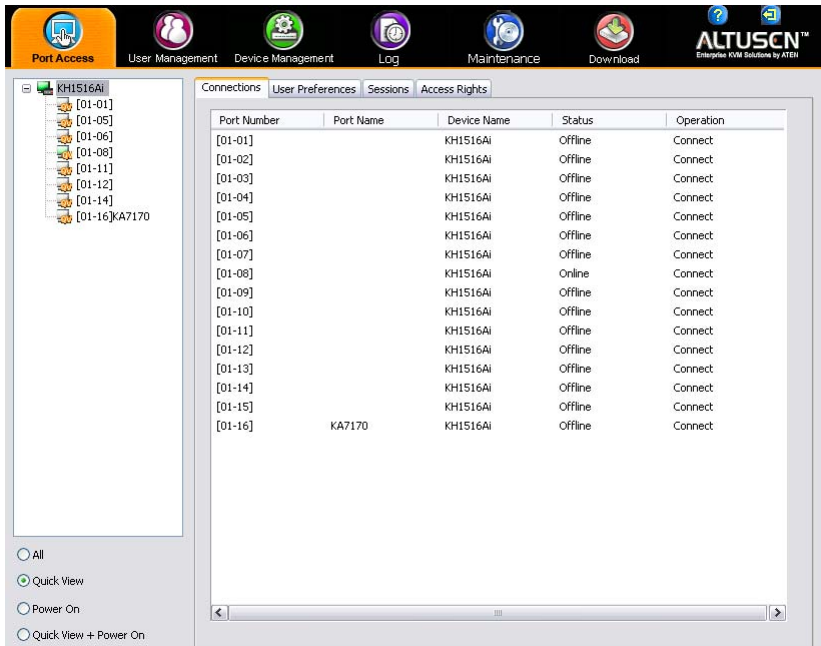 Port Access
User Management
Device Management
Log
Maintenance
Download
ALTUSCN™
Enterprise KVM Solutions by ATEN
KH1516Ai
[01-01]
[01-05]
[01-06]
[01-08]
[01-11]
[01-12]
[01-14]
[01-16]KA7170
All
Quick View
Power On
Quick View + Power On
Connections User Preferences Sessions Access Rights
Port Number Port Name Device Name Status Operation
[01-01] KH1516Ai Offline Connect
[01-02] KH1516Ai Offline Connect
[01-03] KH1516Ai Offline Connect
[01-04] KH1516Ai Offline Connect
[01-05] KH1516Ai Offline Connect
[01-06] KH1516Ai Offline Connect
[01-07] KH1516Ai Offline Connect
[01-08] KH1516Ai Online Connect
[01-09] KH1516Ai Offline Connect
[01-10] KH1516Ai Offline Connect
[01-11] KH1516Ai Offline Connect
[01-12] KH1516Ai Offline Connect
[01-13] KH1516Ai Offline Connect
[01-14] KH1516Ai Offline Connect
[01-15] KH1516Ai Offline Connect
[01-16] KA7170 KH1516Ai Offline Connect